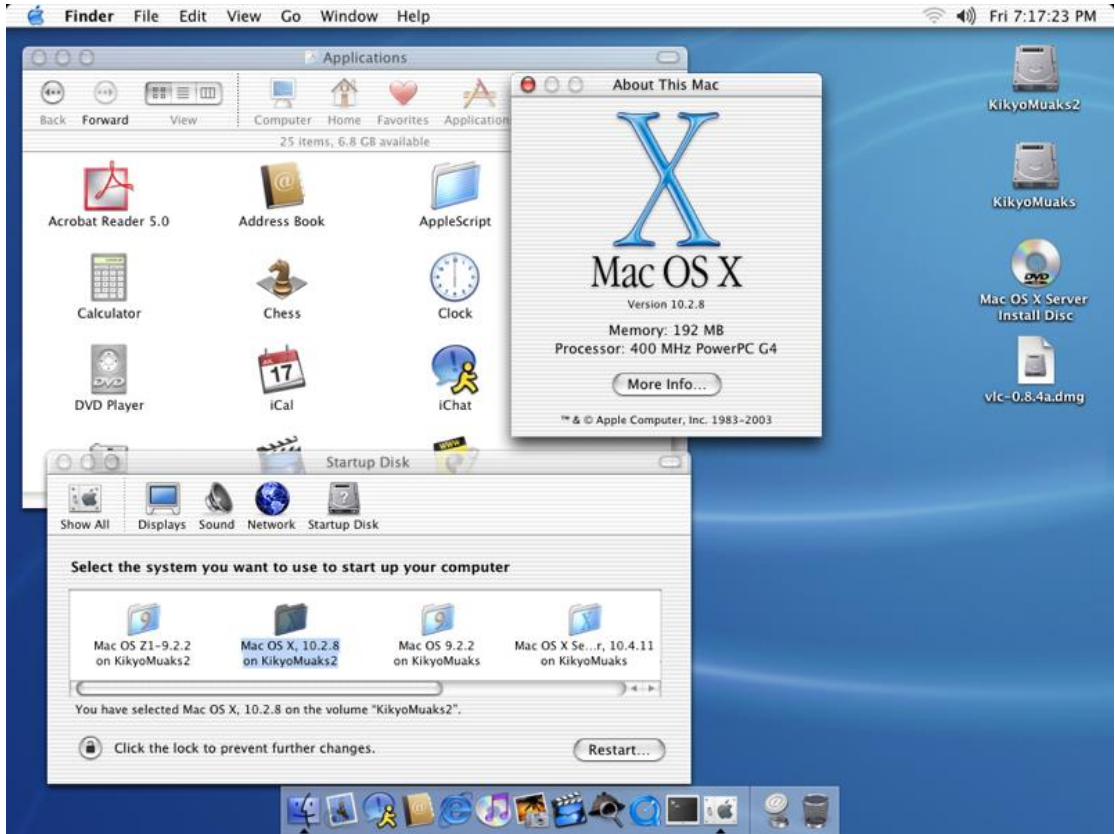 Finder File Edit View Go Window Help
Fri 7:17:23 PM
Applications
Back Forward View Computer Home Favorites Application
25 items, 6.8 GB available
Acrobat Reader 5.0
Address Book
AppleScript
Calculator
Chess
Clock
DVD
DVD Player
JUL
17
iCal
iChat
WWW
About This Mac
X
Mac OS X
Version 10.2.8
Memory: 192 MB
Processor: 400 MHz PowerPC G4
More Info...
™ & © Apple Computer, Inc. 1983-2003
KikyoMuaks2
KikyoMuaks
DVD
Mac OS X Server
Install Disc
vlc-0.8.4a.dmg
Startup Disk
Show All Displays Sound Network Startup Disk
Select the system you want to use to start up your computer
Mac OS Z1-9.2.2
on KikyoMuaks2
Mac OS X, 10.2.8
on KikyoMuaks2
Mac OS 9.2.2
on KikyoMuaks
Mac OS X Se...r, 10.4.11
on KikyoMuaks
You have selected Mac OS X, 10.2.8 on the volume “KikyoMuaks2”.
Click the lock to prevent further changes.
Restart...